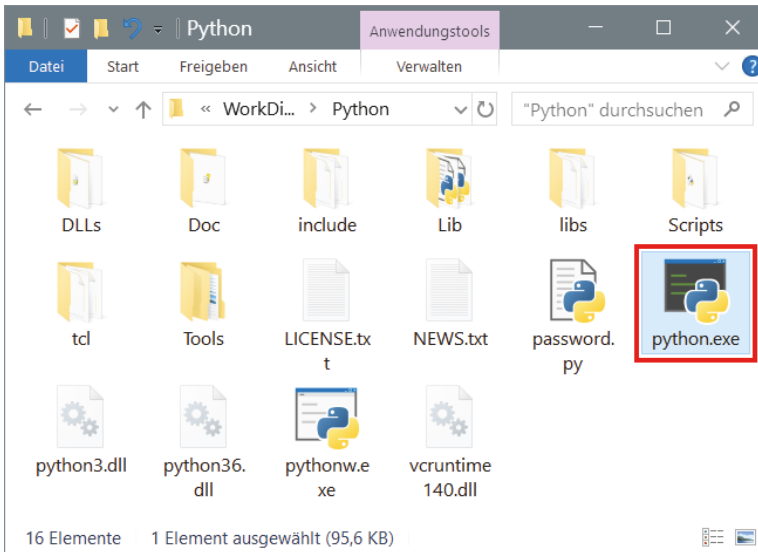 Python
Anwendungstools
Datei Start Freigeben Ansicht Verwalten
« WorkDi... > Python
"Python" durchsuchen
DLLs Doc include Lib libs Scripts
tcl Tools LICENSE.tx NEWS.txt password. python.exe
t py
python3.dll python36. pythonw.e vcruntime
dll xe 140.dll
16 Elemente 1 Element ausgewählt (95,6 KB)